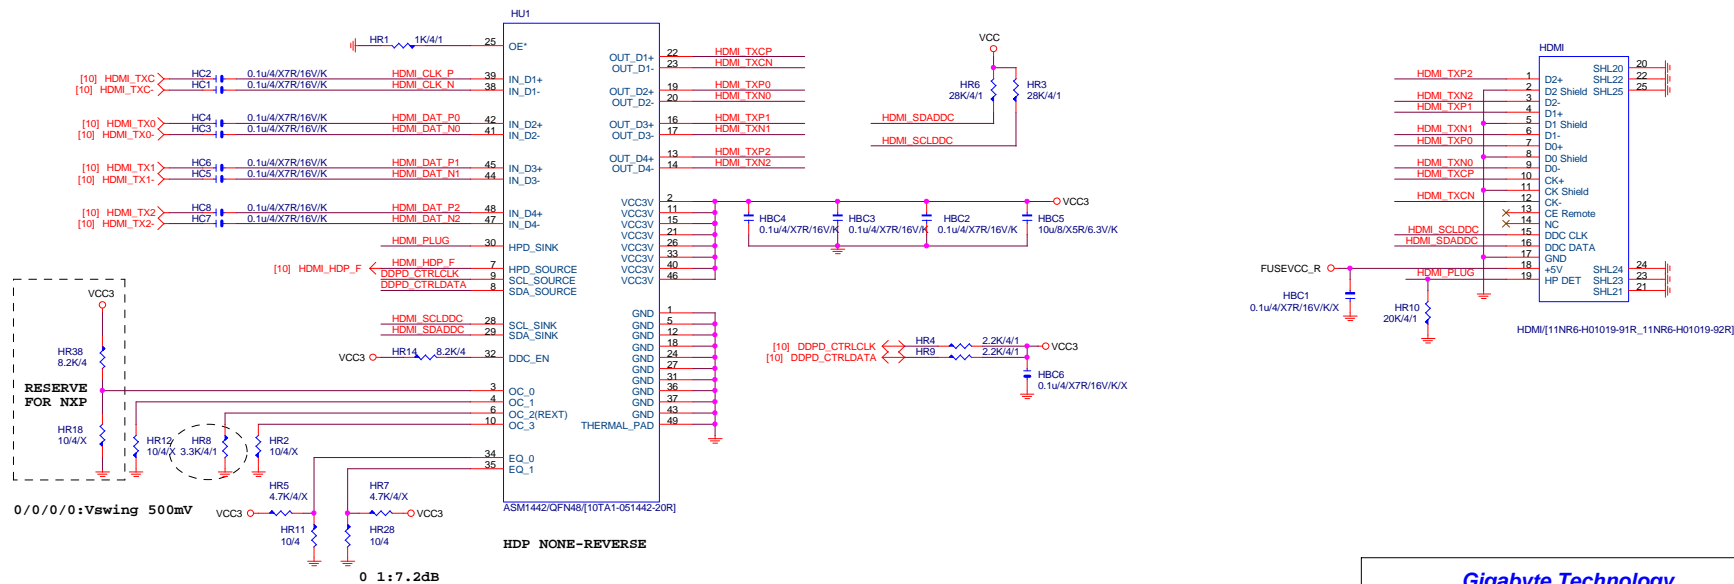 HU1
HR1 1K/4/1
25 OE*
[10] HDMI_TXC HC2 0.1u/4/X7R/16V/K HDMI_CLK_P 39 IN_D1+
[10] HDMI_TXC- HC1 0.1u/4/X7R/16V/K HDMI_CLK_N 38 IN_D1-
[10] HDMI_TX0 HC4 0.1u/4/X7R/16V/K HDMI_DAT_P0 42 IN_D2+
[10] HDMI_TX0- HC3 0.1u/4/X7R/16V/K HDMI_DAT_N0 41 IN_D2-
[10] HDMI_TX1 HC6 0.1u/4/X7R/16V/K HDMI_DAT_P1 45 IN_D3+
[10] HDMI_TX1- HC5 0.1u/4/X7R/16V/K HDMI_DAT_N1 44 IN_D3-
[10] HDMI_TX2 HC8 0.1u/4/X7R/16V/K HDMI_DAT_P2 48 IN_D4+
[10] HDMI_TX2- HC7 0.1u/4/X7R/16V/K HDMI_DAT_N2 47 IN_D4-
HDMI_PLUG 30 HPD_SINK
[10] HDMI_HDP_F HDMI_HDP_F 7 HPD_SOURCE
DDPD_CTRLCLK 9 SCL_SOURCE
DDPD_CTRLDATA 8 SDA_SOURCE
HDMI_SCLDDC 28 SCL_SINK
HDMI_SDADDC 29 SDA_SINK
VCC3 HR14 8.2K/4 32 DDC_EN
3 OC_0
4 OC_1
6 OC_2(REXT)
10 OC_3
34 EQ_0
35 EQ_1
VCC3
HR38
8.2K/4
RESERVE
FOR NXP
HR18
10/4/X
HR12
10/4/X
HR8
3.3K/4/1
HR2
10/4/X
0/0/0/0:Vswing 500mV
HR5
4.7K/4/X
VCC3
HR11
10/4
HR7
4.7K/4/X
VCC3
HR28
10/4
0 1:7.2dB
OUT_D1+ 22 HDMI_TXCP
OUT_D1- 23 HDMI_TXCN
OUT_D2+ 19 HDMI_TXP0
OUT_D2- 20 HDMI_TXN0
OUT_D3+ 16 HDMI_TXP1
OUT_D3- 17 HDMI_TXN1
OUT_D4+ 13 HDMI_TXP2
OUT_D4- 14 HDMI_TXN2
VCC3V 2
VCC3V 11
VCC3V 15
VCC3V 21
VCC3V 26
VCC3V 33
VCC3V 40
VCC3V 46
GND 1
GND 5
GND 12
GND 18
GND 24
GND 27
GND 31
GND 36
GND 37
GND 43
THERMAL_PAD 49
ASM1442/QFN48/[10TA1-051442-20R]
HDP NONE-REVERSE
VCC
HR6
28K/4/1
HR3
28K/4/1
HDMI_SDADDC
HDMI_SCLDDC
VCC3
HBC4
0.1u/4/X7R/16V/K
HBC3
0.1u/4/X7R/16V/K
HBC2
0.1u/4/X7R/16V/K
HBC5
10u/8/X5R/6.3V/K
[10] DDPD_CTRLCLK HR4 2.2K/4/1 VCC3
[10] DDPD_CTRLDATA HR9 2.2K/4/1
HBC6
0.1u/4/X7R/16V/K/X
HDMI
HDMI_TXP2 1 D2+
2 D2 Shield
HDMI_TXN2 3 D2-
HDMI_TXP1 4 D1+
5 D1 Shield
HDMI_TXN1 6 D1-
HDMI_TXP0 7 D0+
8 D0 Shield
HDMI_TXN0 9 D0-
HDMI_TXCP 10 CK+
11 CK Shield
HDMI_TXCN 12 CK-
13 CE Remote
14 NC
HDMI_SCLDDC 15 DDC CLK
HDMI_SDADDC 16 DDC DATA
17 GND
FUSEVCC_R 18 +5V
HDMI_PLUG 19 HP DET
SHL20 20
SHL22 22
SHL25 25
SHL24 24
SHL23 23
SHL21 21
HBC1
0.1u/4/X7R/16V/K/X
HR10
20K/4/1
HDMI/[11NR6-H01019-91R_11NR6-H01019-92R]
Gigabyte Technology